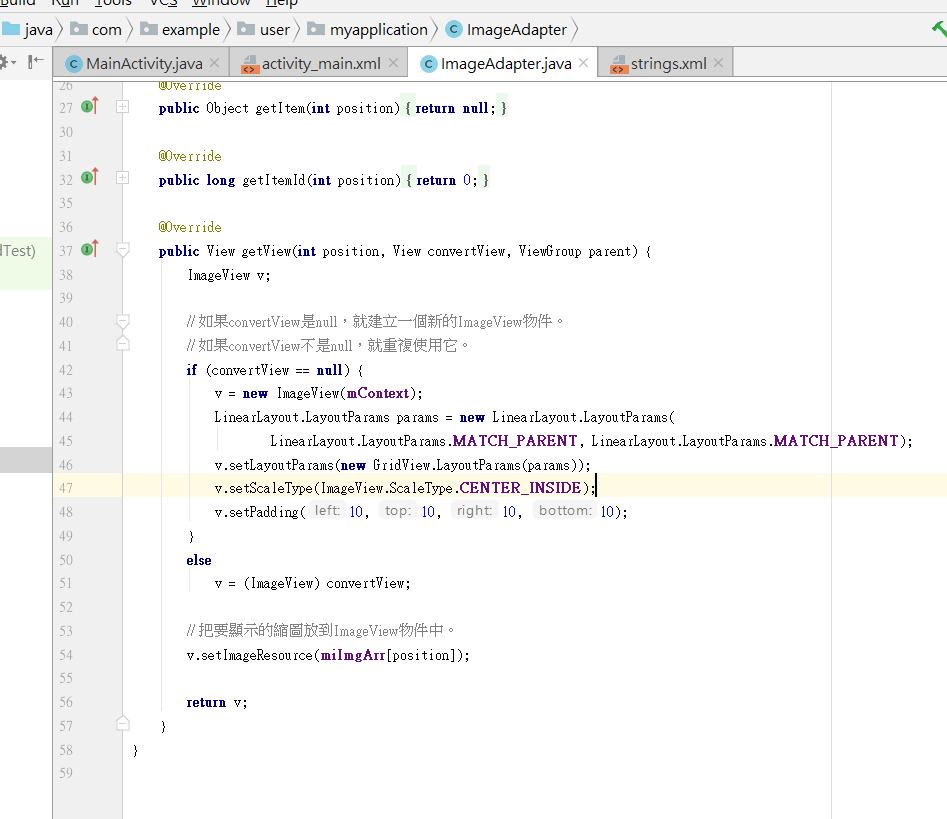 Build Run Tools VCS Window Help
java com example user myapplication ImageAdapter
MainActivity.java activity_main.xml ImageAdapter.java strings.xml
26 @Override
27 public Object getItem(int position) { return null; }
30
31 @Override
32 public long getItemId(int position) { return 0; }
35
36 @Override
dTest) 37 public View getView(int position, View convertView, ViewGroup parent) {
38 ImageView v;
39
40 // 如果convertView是null，就建立一個新的ImageView物件。
41 // 如果convertView不是null，就重複使用它。
42 if (convertView == null) {
43 v = new ImageView(mContext);
44 LinearLayout.LayoutParams params = new LinearLayout.LayoutParams(
45 LinearLayout.LayoutParams.MATCH_PARENT, LinearLayout.LayoutParams.MATCH_PARENT);
46 v.setLayoutParams(new GridView.LayoutParams(params));
47 v.setScaleType(ImageView.ScaleType.CENTER_INSIDE);
48 v.setPadding( left: 10, top: 10, right: 10, bottom: 10);
49 }
50 else
51 v = (ImageView) convertView;
52
53 // 把要顯示的縮圖放到ImageView物件中。
54 v.setImageResource(miImgArr[position]);
55
56 return v;
57 }
58 }
59